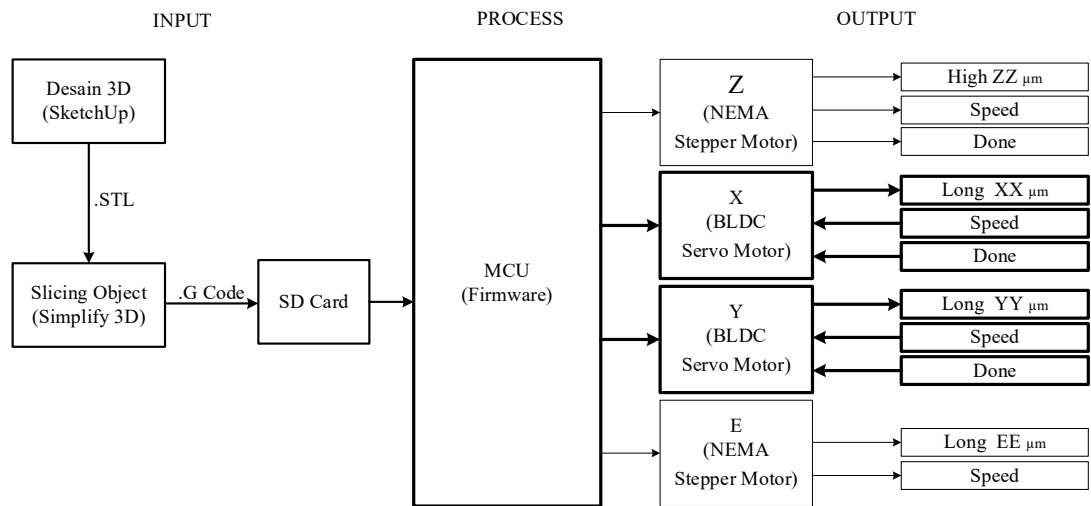 INPUT
PROCESS
OUTPUT
Desain 3D
(SketchUp)
.STL
Slicing Object
(Simplify 3D)
.G Code
SD Card
MCU
(Firmware)
Z
(NEMA
Stepper Motor)
High ZZ µm
Speed
Done
X
(BLDC
Servo Motor)
Long XX µm
Speed
Done
Y
(BLDC
Servo Motor)
Long YY µm
Speed
Done
E
(NEMA
Stepper Motor)
Long EE µm
Speed